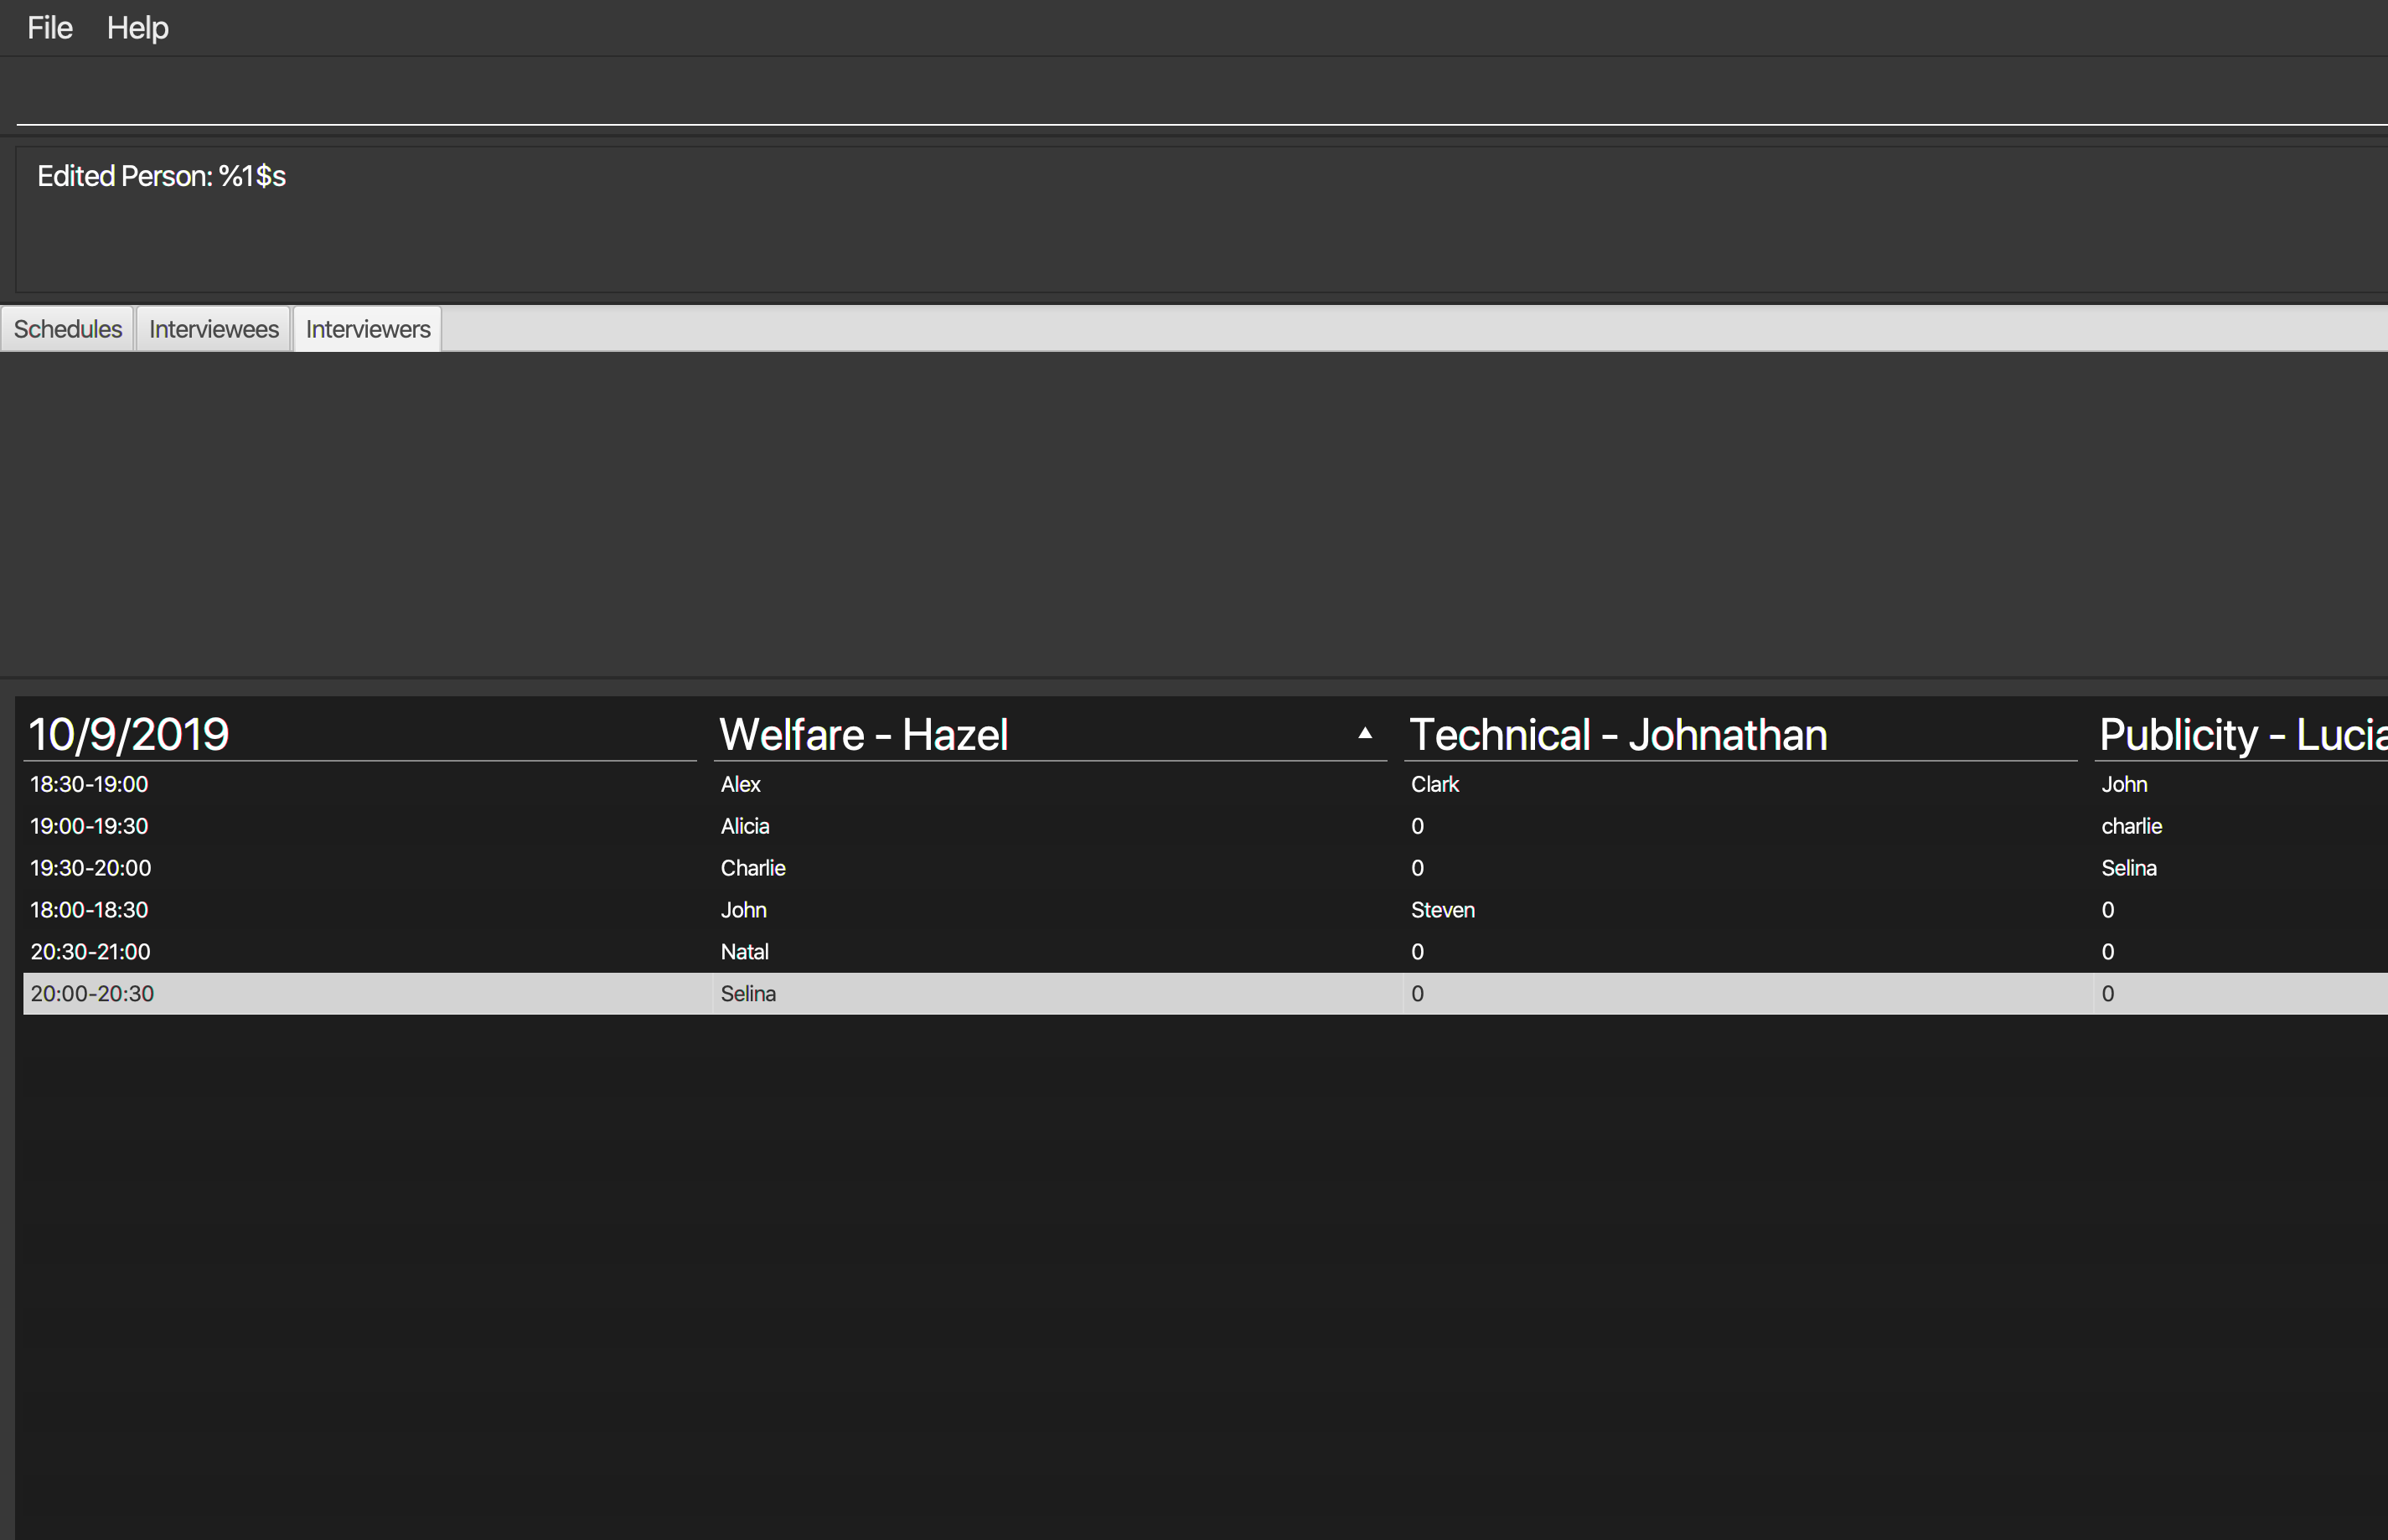 File Help
Edited Person: %1$s
Schedules Interviewees Interviewers
10/9/2019 Welfare - Hazel ▲ Technical - Johnathan Publicity - Lucia
18:30-19:00 Alex Clark John
19:00-19:30 Alicia 0 charlie
19:30-20:00 Charlie 0 Selina
18:00-18:30 John Steven 0
20:30-21:00 Natal 0 0
20:00-20:30 Selina 0 0